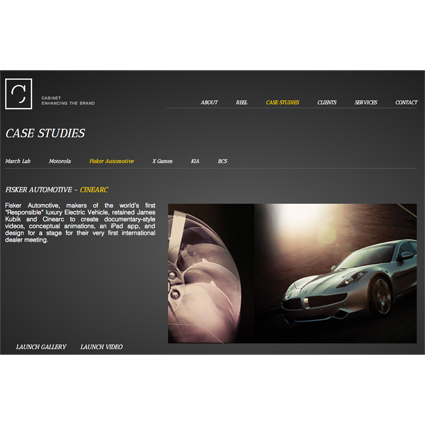 CABINET
ENHANCING THE BRAND
ABOUT REEL CASE STUDIES CLIENTS SERVICES CONTACT
CASE STUDIES
March Lab Motorola Fisker Automotive X Games KIA BCS
FISKER AUTOMOTIVE - CINEARC
Fisker Automotive, makers of the world's first
"Responsible" luxury Electric Vehicle, retained James
Kubik and Cinearc to create documentary-style
videos, conceptual animations, an iPad app, and
design for a stage for their very first international
dealer meeting.
LAUNCH GALLERY LAUNCH VIDEO